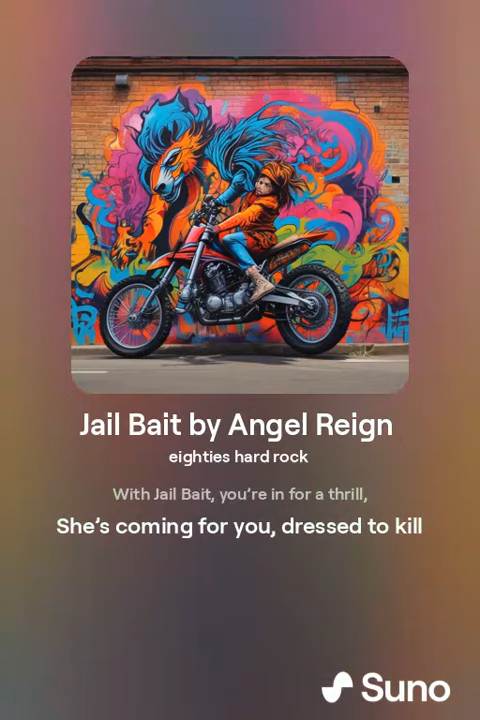 Jail Bait by Angel Reign
eighties hard rock
With Jail Bait, you're in for a thrill,
She's coming for you, dressed to kill
Suno